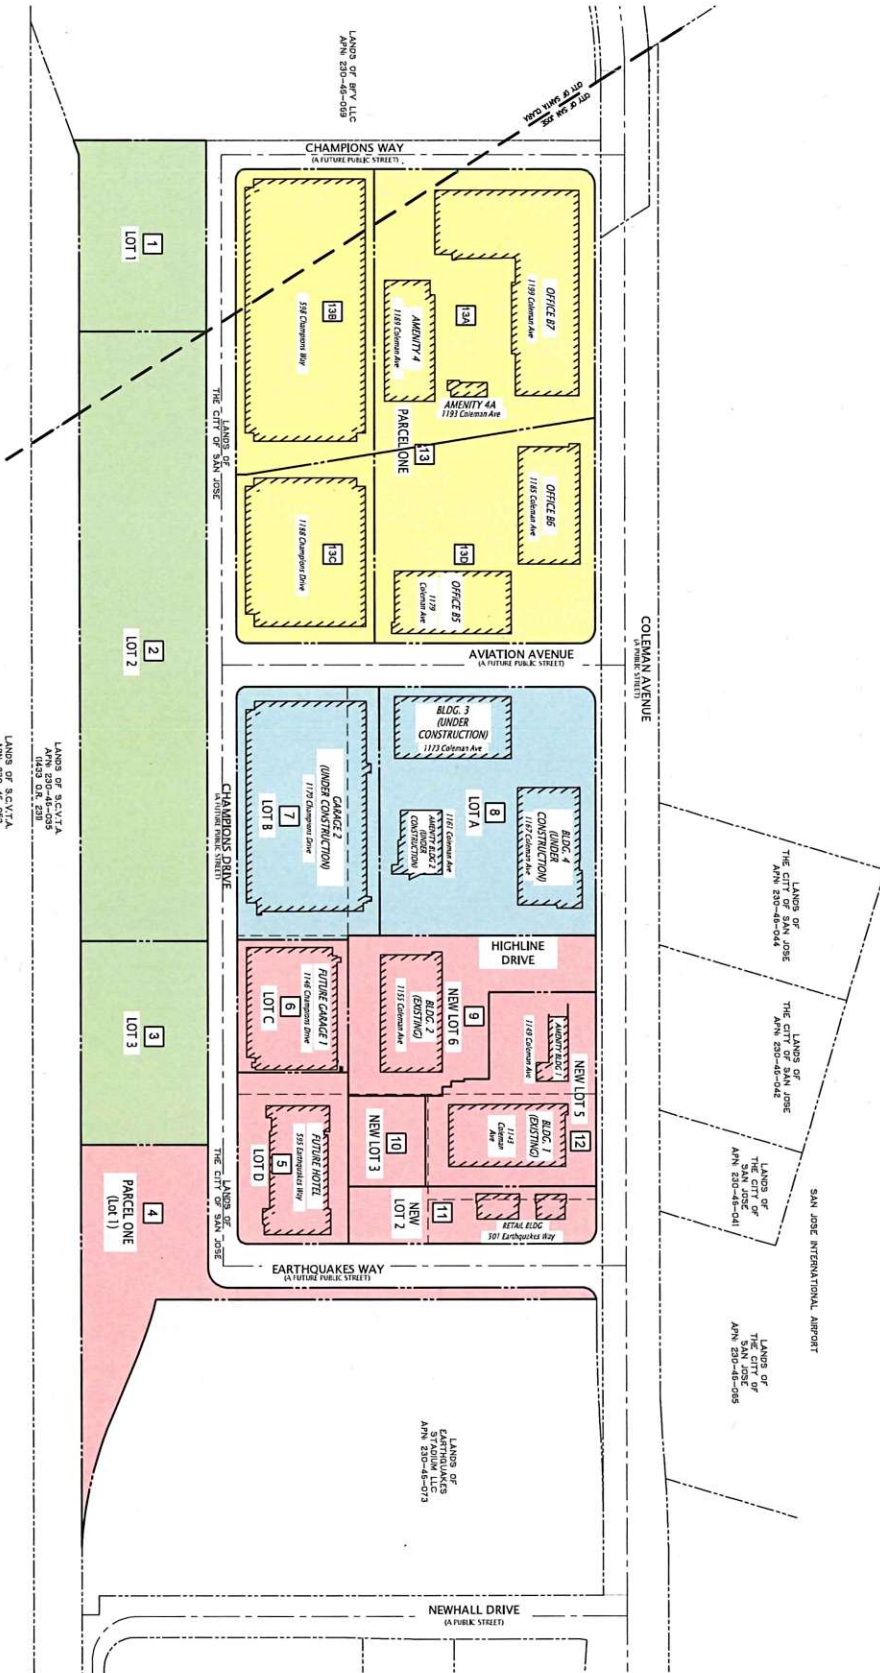 LANDS OF BFV LLC
APN: 230-46-069
CITY OF SAN JOSE
CITY OF SANTA CLARA
CHAMPIONS WAY
(A FUTURE PUBLIC STREET)
1
LOT 1
13B
598 Champions Way
13A
OFFICE B7
1199 Coleman Ave
AMENITY 4
1189 Coleman Ave
AMENITY 4A
1193 Coleman Ave
13
PARCEL ONE
LANDS OF
THE CITY OF SAN JOSE
OFFICE B6
1185 Coleman Ave
13C
1188 Champions Drive
13D
OFFICE B5
1179
Coleman Ave
2
LOT 2
AVIATION AVENUE
(A FUTURE PUBLIC STREET)
COLEMAN AVENUE
(A PUBLIC STREET)
BLDG. 3
(UNDER
CONSTRUCTION)
1173 Coleman Ave
GARAGE 2
(UNDER CONSTRUCTION)
1170 Champions Drive
7
LOT B
8
LOT A
BLDG. 4
(UNDER
CONSTRUCTION)
1167 Coleman Ave
1161 Coleman Ave
AMENITY BLDG 2
(UNDER
CONSTRUCTION)
CHAMPIONS DRIVE
(A FUTURE PUBLIC STREET)
LANDS OF S.C.V.T.A.
APN: 230-46-035
0433 O.R. 239
LANDS OF S.C.V.T.A.
LANDS OF
THE CITY OF SAN JOSE
APN: 230-46-044
HIGHLINE
DRIVE
FUTURE GARAGE 1
1146 Champions Drive
6
LOT C
9
NEW LOT 6
BLDG. 2
(EXISTING)
1155 Coleman Ave
AMENITY BLDG 1
1149 Coleman Ave
NEW LOT 5
12
3
LOT 3
LANDS OF
THE CITY OF SAN JOSE
APN: 230-46-042
BLDG. 1
(EXISTING)
1143
Coleman
Ave
10
NEW LOT 3
FUTURE HOTEL
595 Earthquakes Way
5
LOT D
LANDS OF
THE CITY OF
SAN JOSE
APN: 230-46-041
4
PARCEL ONE
(Lot 1)
LANDS OF
THE CITY OF SAN JOSE
11
NEW
LOT 2
RETAIL BLDG
501 Earthquakes Way
EARTHQUAKES WAY
(A FUTURE PUBLIC STREET)
SAN JOSE INTERNATIONAL AIRPORT
LANDS OF
THE CITY OF
SAN JOSE
APN: 230-46-065
LANDS OF
EARTHQUAKES
STADIUM LLC
APN: 230-46-073
NEWHALL DRIVE
(A PUBLIC STREET)